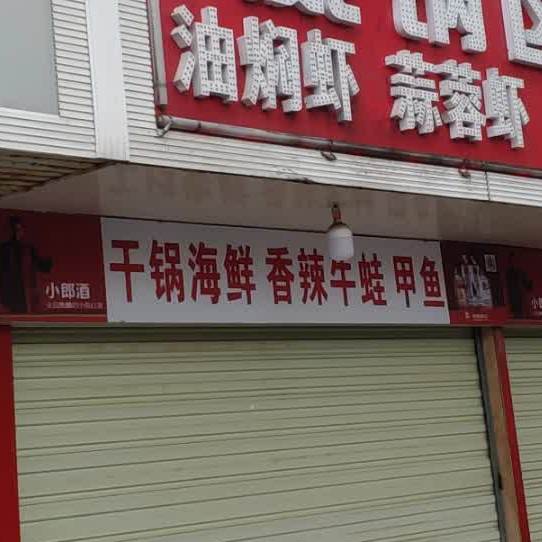 油焖虾 蒜蓉虾
干锅海鲜 香辣牛蛙 甲鱼
小郎酒